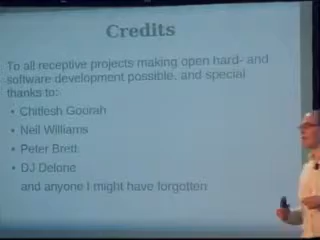 Credits
To all receptive projects making open hard- and
software development possible, and special
thanks to:
• Chitlesh Goorah
• Neil Williams
• Peter Brett
• DJ Delorie
and anyone I might have forgotten